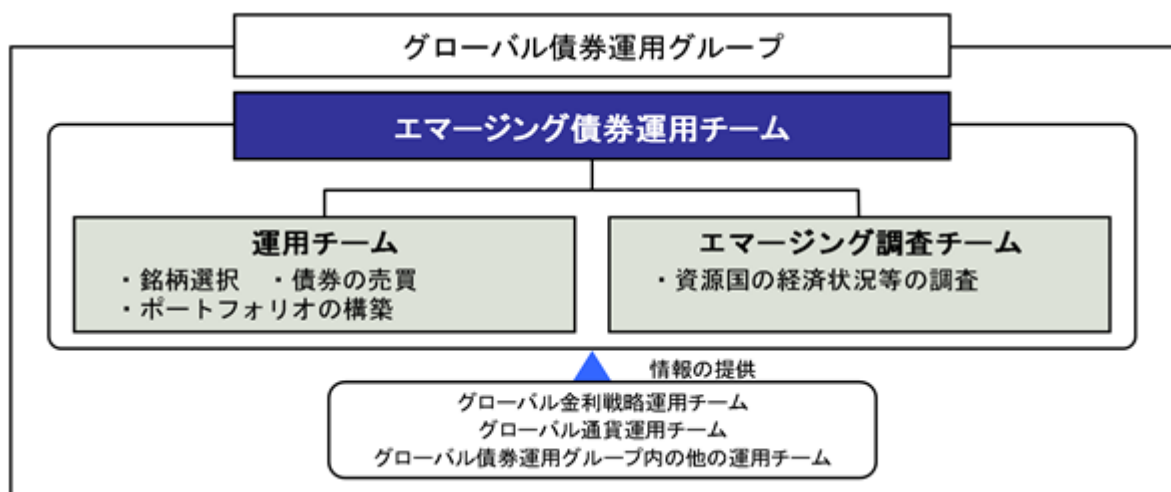 グローバル債券運用グループ
エマージング債券運用チーム
運用チーム
・銘柄選択　・債券の売買
・ポートフォリオの構築
エマージング調査チーム
・資源国の経済状況等の調査
情報の提供
グローバル金利戦略運用チーム
グローバル通貨運用チーム
グローバル債券運用グループ内の他の運用チーム